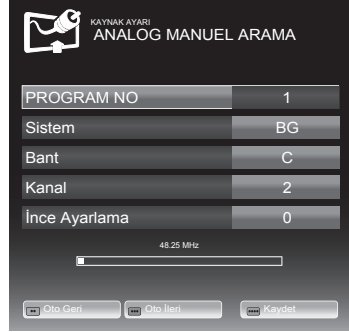 KAYNAK AYARI
ANALOG MANUEL ARAMA
PROGRAM NO 1
Sistem BG
Bant C
Kanal 2
İnce Ayarlama 0
48.25 MHz
Oto Geri Oto İleri Kaydet